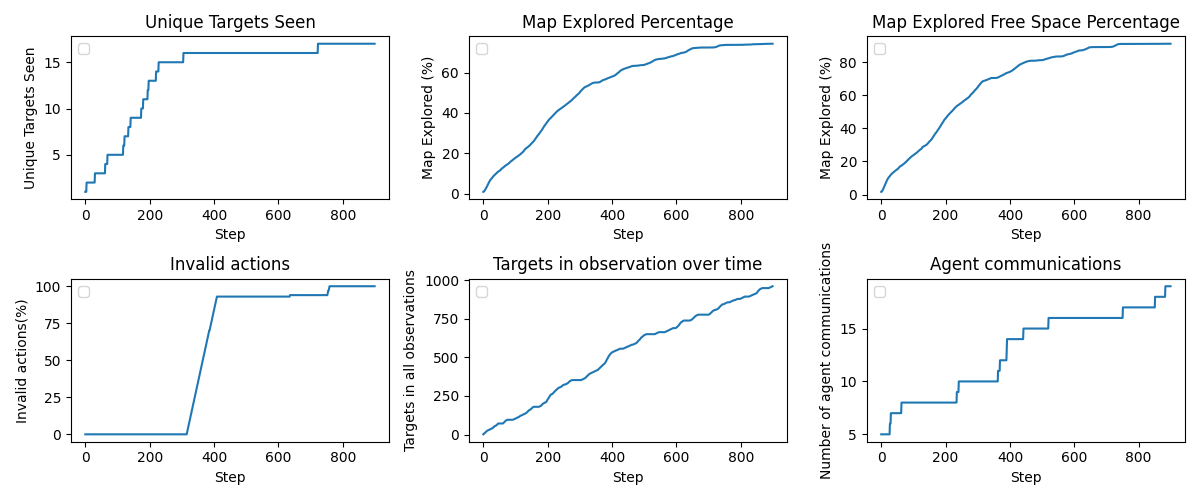 Unique Targets Seen
Map Explored Percentage
Map Explored Free Space Percentage
Unique Targets Seen
15
10
5
0 200 400 600 800
Step
Map Explored (%)
60
40
20
0
0 200 400 600 800
Step
Map Explored (%)
80
60
40
20
0
0 200 400 600 800
Step
Invalid actions
Targets in observation over time
Agent communications
Invalid actions(%)
100
75
50
25
0
0 200 400 600 800
Step
Targets in all observations
1000
750
500
250
0
0 200 400 600 800
Step
Number of agent communications
15
10
5
0 200 400 600 800
Step